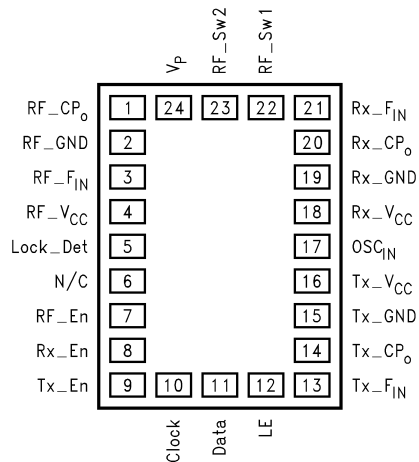 V_P RF_Sw2 RF_Sw1
RF_CP_o 1 24 23 22 21 Rx_F_IN
RF_GND 2 20 Rx_CP_o
RF_F_IN 3 19 Rx_GND
RF_V_CC 4 18 Rx_V_CC
Lock_Det 5 17 OSC_IN
N/C 6 16 Tx_V_CC
RF_En 7 15 Tx_GND
Rx_En 8 14 Tx_CP_o
Tx_En 9 10 11 12 13 Tx_F_IN
Clock Data LE